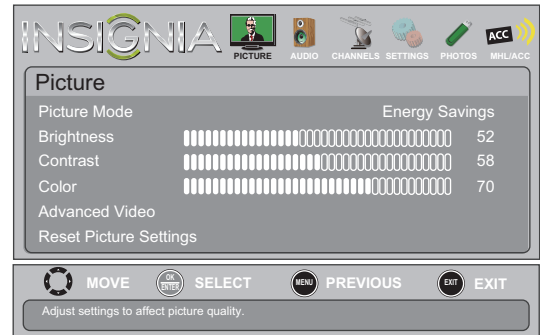 INSIGNIA
PICTURE AUDIO CHANNELS SETTINGS PHOTOS ACC MHL/ACC
Picture
Picture Mode Energy Savings
Brightness 52
Contrast 58
Color 70
Advanced Video
Reset Picture Settings
MOVE OK ENTER SELECT MENU PREVIOUS EXIT EXIT
Adjust settings to affect picture quality.